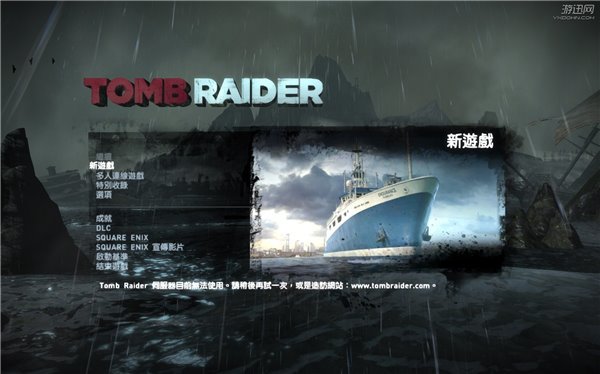 游迅网
YXDOWN.COM
TOMB RAIDER
新遊戲
新遊戲
多人連線遊戲
特別收錄
選項
成就
DLC
SQUARE ENIX
SQUARE ENIX 宣傳影片
啟動基準
結束遊戲
Tomb Raider 伺服器目前無法使用。請稍後再試一次，或是造訪網站：www.tombraider.com。